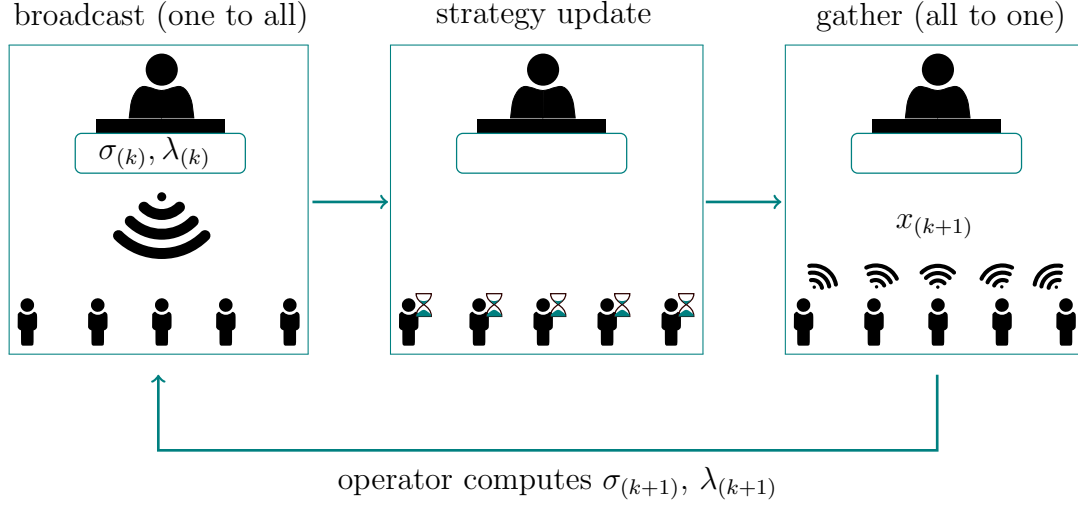 broadcast (one to all)
strategy update
gather (all to one)
σ(k), λ(k)
x(k+1)
operator computes σ(k+1), λ(k+1)